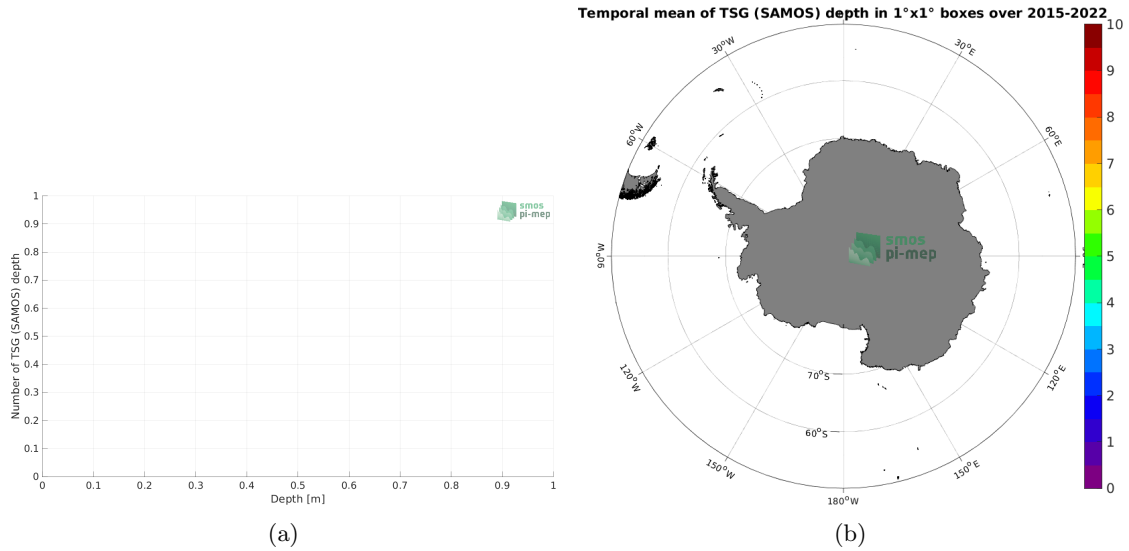 Temporal mean of TSG (SAMOS) depth in 1°x1° boxes over 2015-2022
Number of TSG (SAMOS) depth
1
0.9
0.8
0.7
0.6
0.5
0.4
0.3
0.2
0.1
0
0
0.1
0.2
0.3
0.4
0.5
0.6
0.7
0.8
0.9
1
Depth [m]
smos
pi-mep
(a)
30°W
30°E
60°W
60°E
90°W
120°W
120°E
150°W
150°E
180°W
70°S
60°S
smos
pi-mep
10
9
8
7
6
5
4
3
2
1
0
(b)